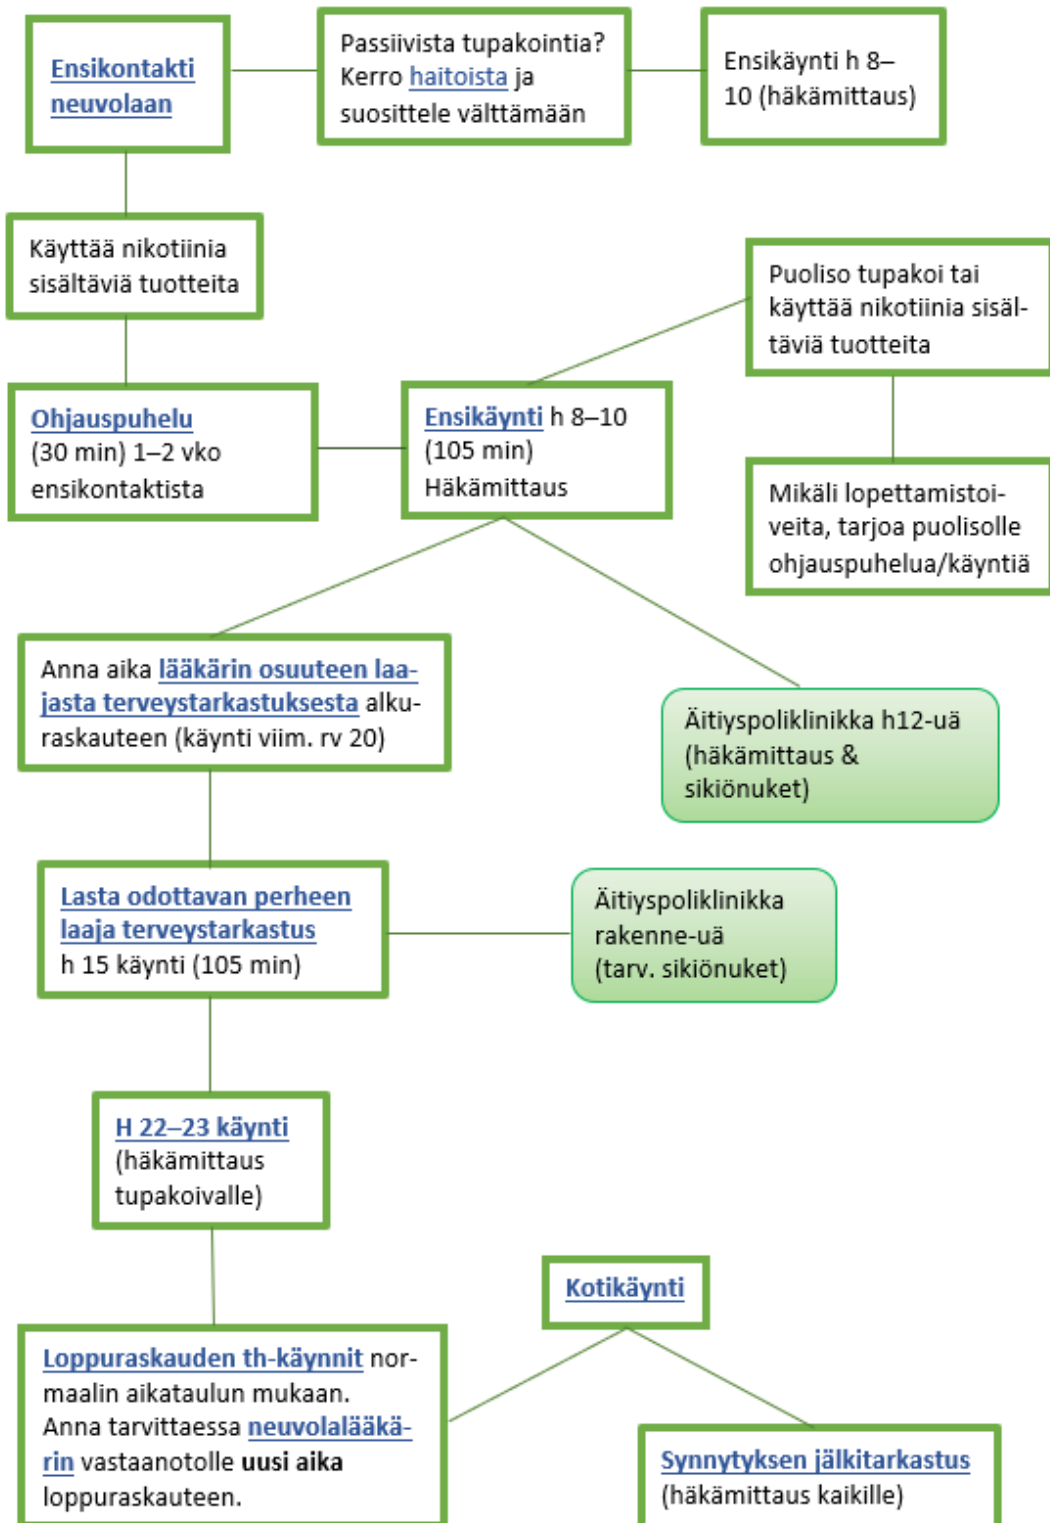 Ensikontakti
neuvolaan
Passiivista tupakointia?
Kerro haitoista ja
suosittele välttämään
Ensikäynti h 8–
10 (häkämittaus)
Käyttää nikotiinia
sisältäviä tuotteita
Puoliso tupakoi tai
käyttää nikotiinia sisäl-
täviä tuotteita
Ohjauspuhelu
(30 min) 1–2 vko
ensikontaktista
Ensikäynti h 8–10
(105 min)
Häkämittaus
Mikäli lopettamistoi-
veita, tarjoa puolisolle
ohjauspuhelua/käyntiä
Anna aika lääkärin osuuteen laa-
jasta terveystarkastuksesta alku-
raskauteen (käynti viim. rv 20)
Äitiyspoliklinikka h12-uä
(häkämittaus &
sikiönuket)
Lasta odottavan perheen
laaja terveystarkastus
h 15 käynti (105 min)
Äitiyspoliklinikka
rakenne-uä
(tarv. sikiönuket)
H 22–23 käynti
(häkämittaus
tupakoivalle)
Kotikäynti
Loppuraskauden th-käynnit nor-
maalin aikataulun mukaan.
Anna tarvittaessa neuvolalääkä-
rin vastaanotolle uusi aika
loppuraskauteen.
Synnytyksen jälkitarkastus
(häkämittaus kaikille)